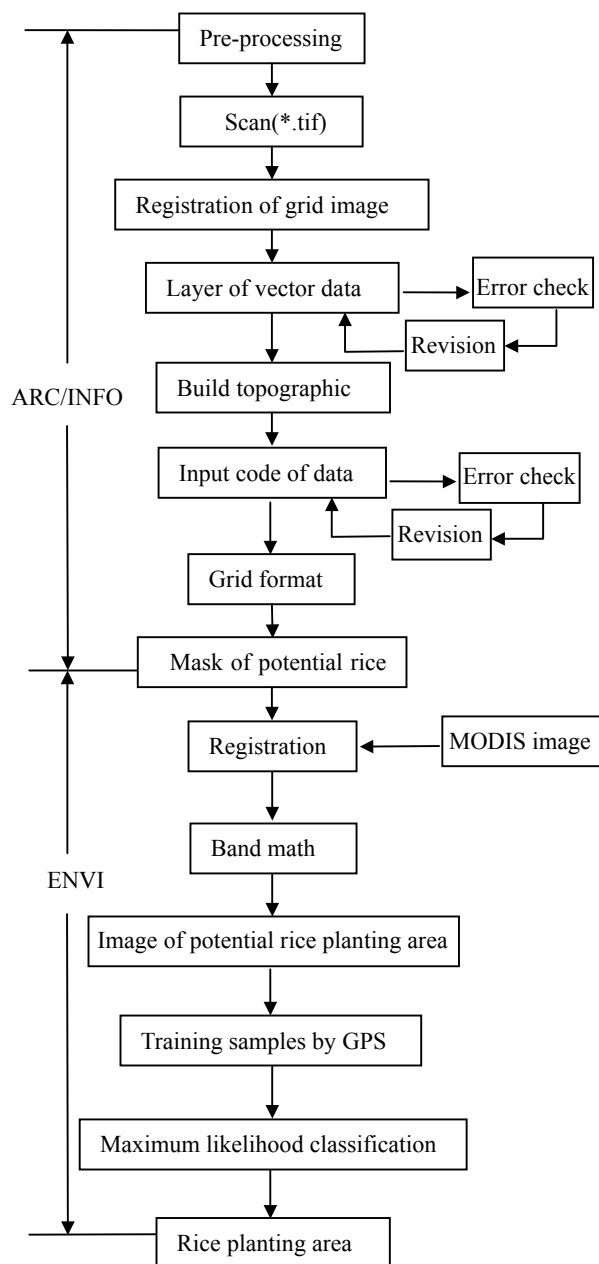 Pre-processing
Scan(*.tif)
Registration of grid image
Layer of vector data
Error check
Revision
Build topographic
ARC/INFO
Input code of data
Error check
Revision
Grid format
Mask of potential rice
Registration
MODIS image
Band math
ENVI
Image of potential rice planting area
Training samples by GPS
Maximum likelihood classification
Rice planting area